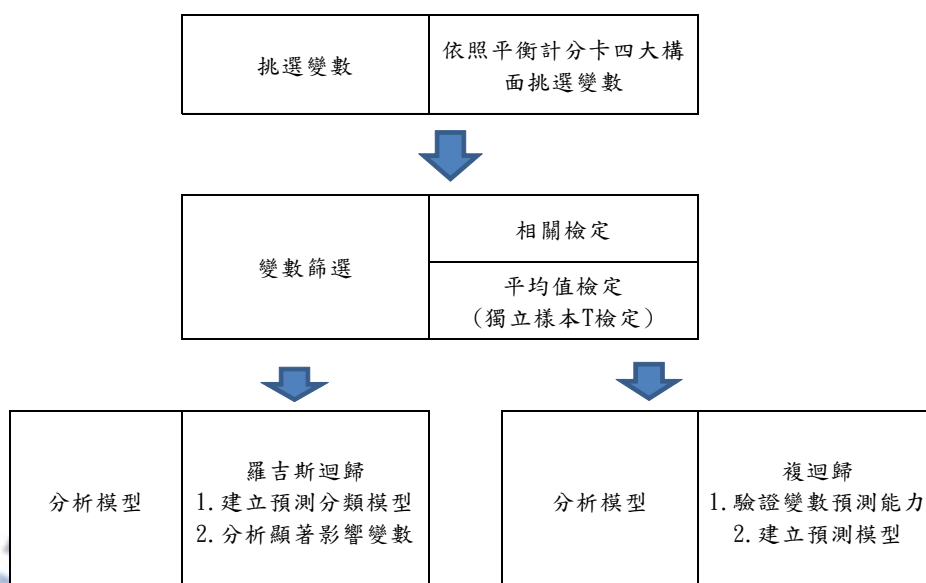 挑選變數
依照平衡計分卡四大構
面挑選變數
變數篩選
相關檢定
平均值檢定
(獨立樣本T檢定)
分析模型
羅吉斯迴歸
1.建立預測分類模型
2.分析顯著影響變數
分析模型
複迴歸
1.驗證變數預測能力
2.建立預測模型